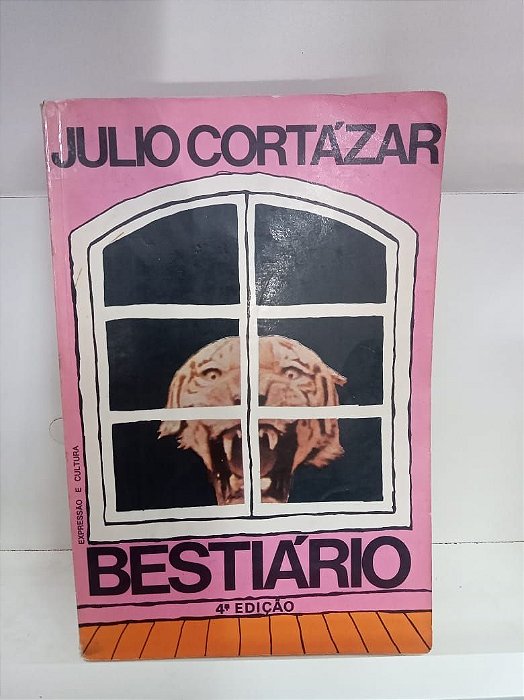 JULIO CORTÁZAR
EXPRESSÃO E CULTURA
BESTIÁRIO
4ª EDIÇÃO